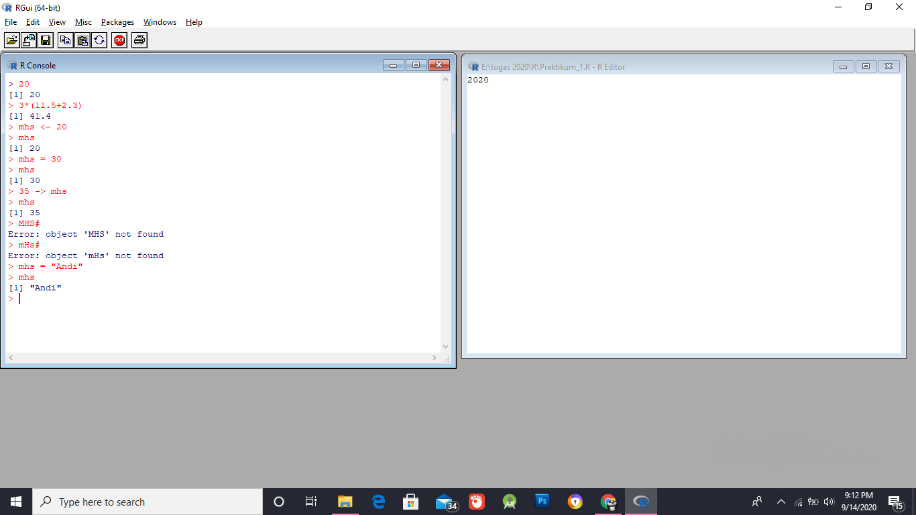 RGui (64-bit)
File Edit View Misc Packages Windows Help
STOP
R Console
> 20
[1] 20
> 3*(11.5+2.3)
[1] 41.4
> mhs <- 20
> mhs
[1] 20
> mhs = 30
> mhs
[1] 30
> 35 -> mhs
> mhs
[1] 35
> MHS#
Error: object 'MHS' not found
> mHs#
Error: object 'mHs' not found
> mhs = "Andi"
> mhs
[1] "Andi"
>
E:\tugas 2020\R\Praktikum_1.R - R Editor
2020
Type here to search
34
Ps
9:12 PM
9/14/2020
15